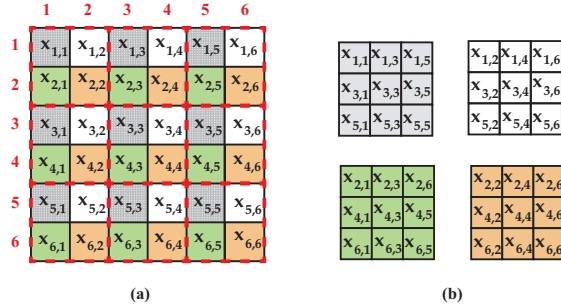 1 2 3 4 5 6
1 x1,1 x1,2 x1,3 x1,4 x1,5 x1,6
2 x2,1 x2,2 x2,3 x2,4 x2,5 x2,6
3 x3,1 x3,2 x3,3 x3,4 x3,5 x3,6
4 x4,1 x4,2 x4,3 x4,4 x4,5 x4,6
5 x5,1 x5,2 x5,3 x5,4 x5,5 x5,6
6 x6,1 x6,2 x6,3 x6,4 x6,5 x6,6
(a)
x1,1 x1,3 x1,5
x3,1 x3,3 x3,5
x5,1 x5,3 x5,5
x1,2 x1,4 x1,6
x3,2 x3,4 x3,6
x5,2 x5,4 x5,6
x2,1 x2,3 x2,6
x4,1 x4,3 x4,5
x6,1 x6,3 x6,5
x2,2 x2,4 x2,6
x4,2 x4,4 x4,6
x6,2 x6,4 x6,6
(b)